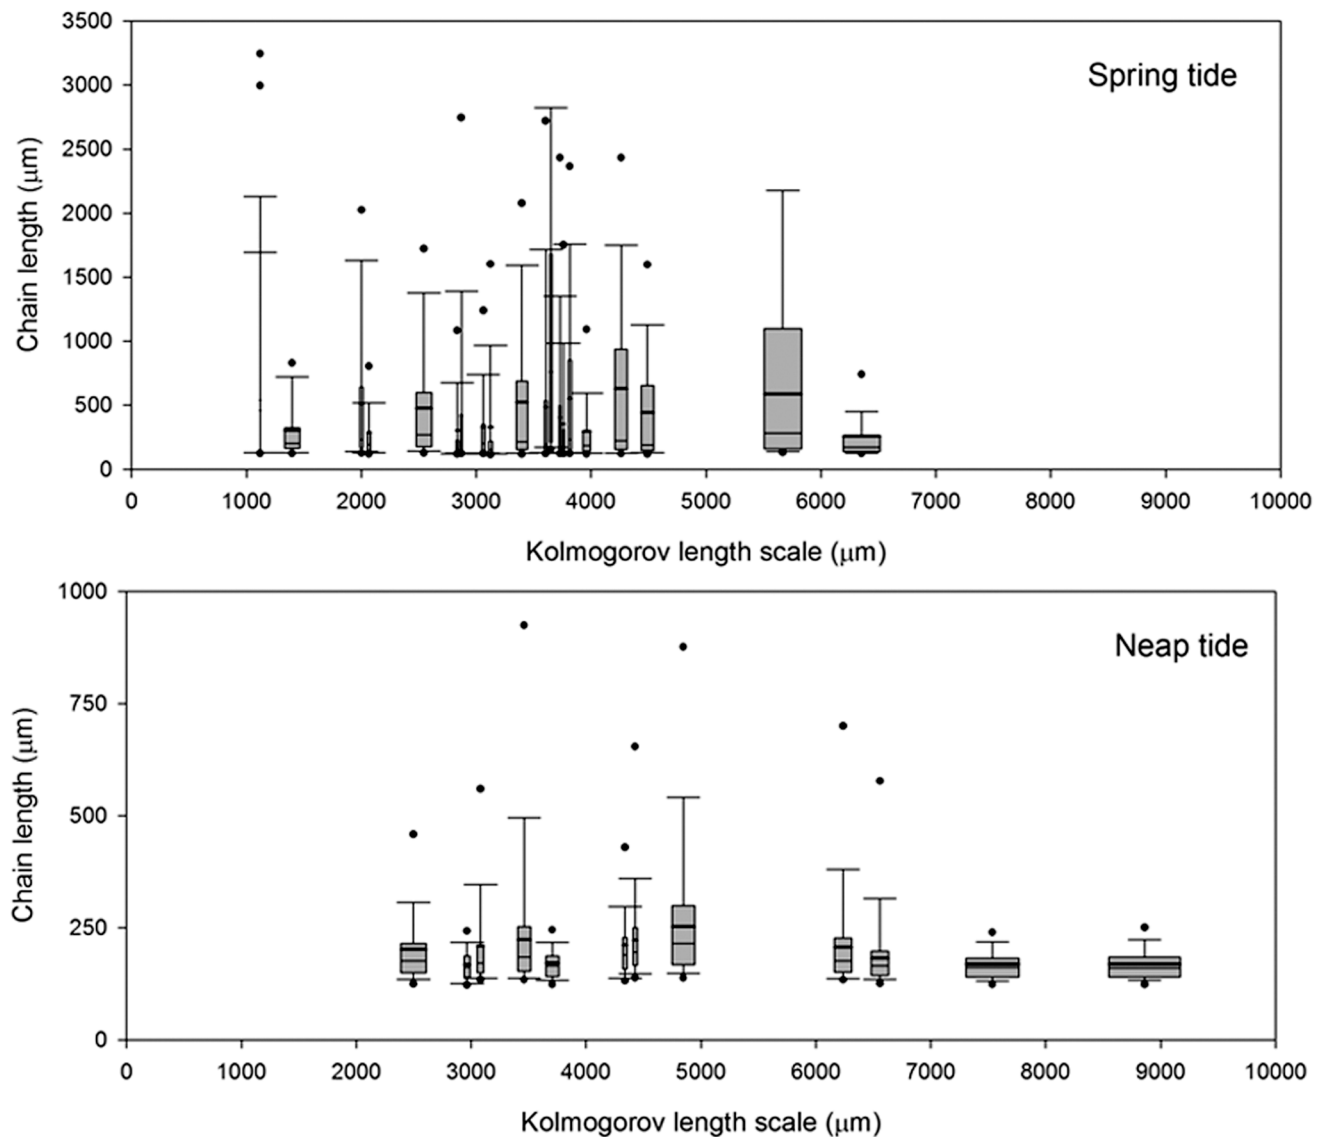 3500
3000
2500
2000
1500
1000
500
0
Chain length (μm)
Spring tide
0 1000 2000 3000 4000 5000 6000 7000 8000 9000 10000
Kolmogorov length scale (μm)
1000
750
500
250
0
Chain length (μm)
Neap tide
0 1000 2000 3000 4000 5000 6000 7000 8000 9000 10000
Kolmogorov length scale (μm)